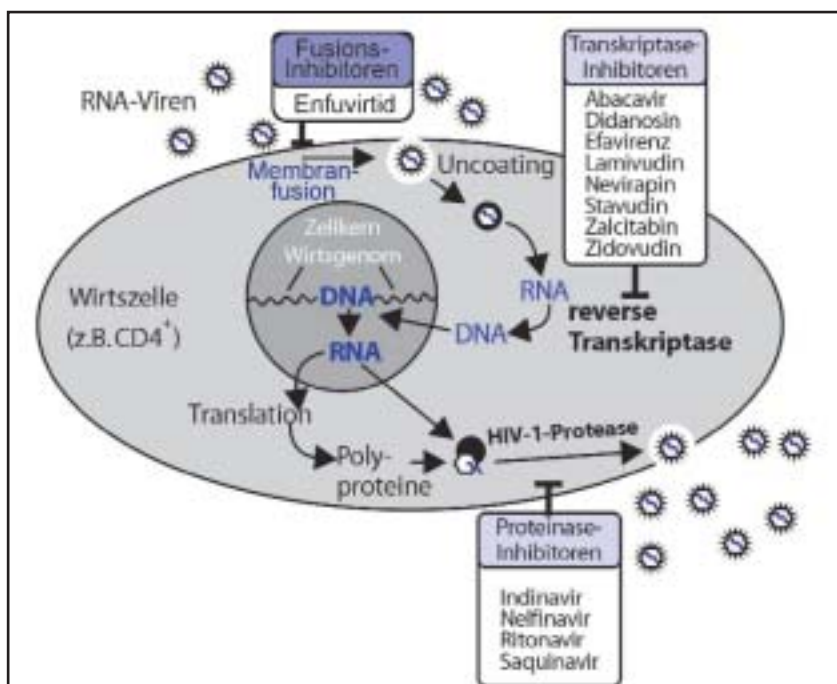 Fusions-
Inhibitoren
Enfuvirtid
Transkriptase-
Inhibitoren
Abacavir
Didanosin
Efavirenz
Lamivudin
Nevirapin
Stavudin
Zalcitabin
Zidovudin
RNA-Viren
Membran-
fusion
Uncoating
Zellkern
Wirtsgenom
DNA
RNA
Wirtszelle
(z.B.CD4⁺)
RNA
DNA
reverse
Transkriptase
Translation
Poly-
proteine
HIV-1-Protease
Proteinase-
Inhibitoren
Indinavir
Nelfinavir
Ritonavir
Saquinavir